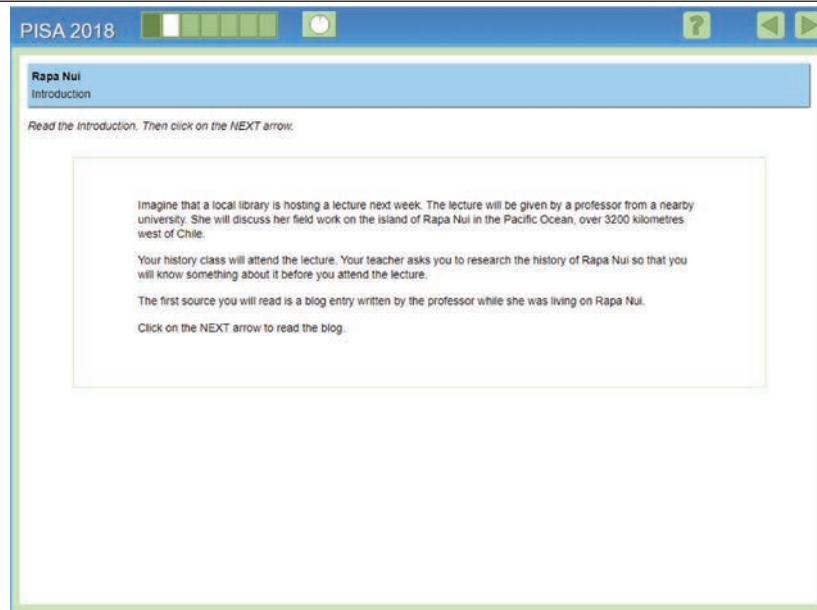 PISA 2018
?
Rapa Nui
Introduction
Read the Introduction. Then click on the NEXT arrow.
Imagine that a local library is hosting a lecture next week. The lecture will be given by a professor from a nearby
university. She will discuss her field work on the island of Rapa Nui in the Pacific Ocean, over 3200 kilometres
west of Chile.
Your history class will attend the lecture. Your teacher asks you to research the history of Rapa Nui so that you
will know something about it before you attend the lecture.
The first source you will read is a blog entry written by the professor while she was living on Rapa Nui.
Click on the NEXT arrow to read the blog.